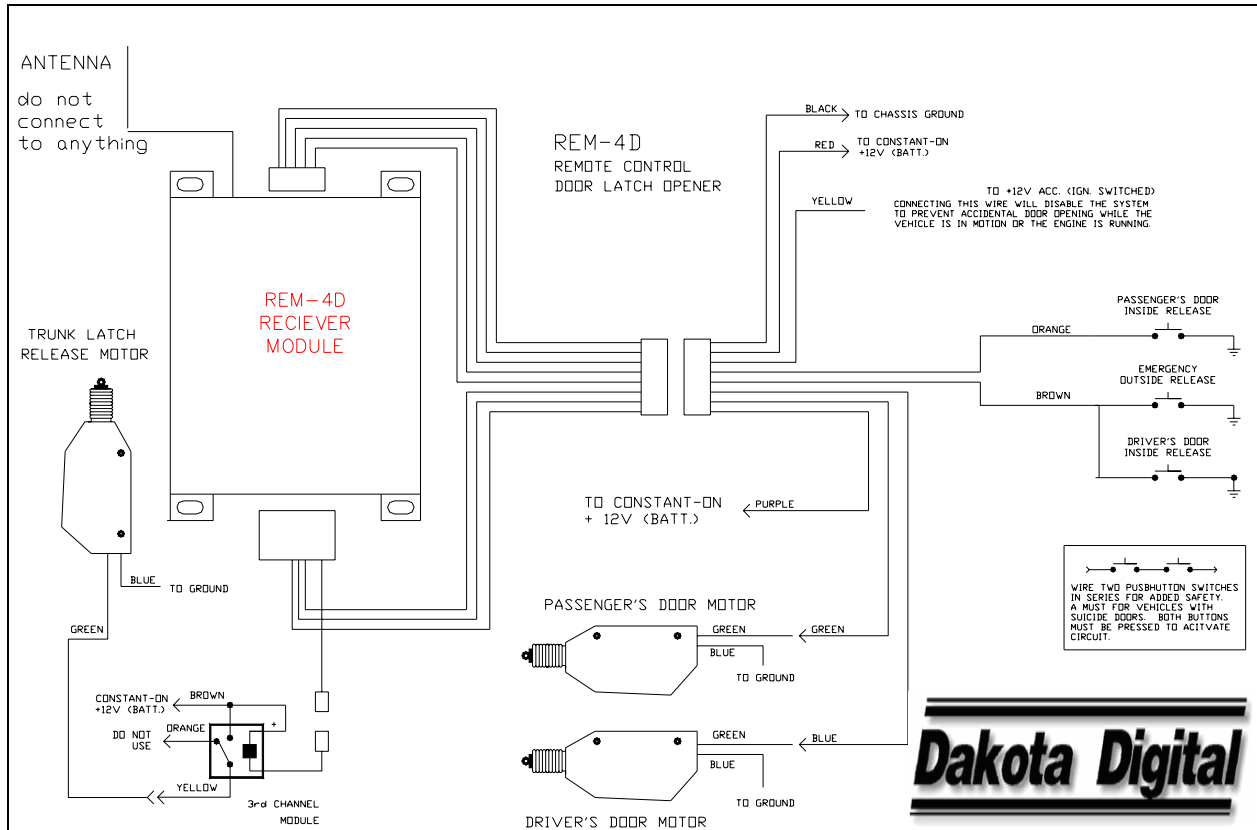 ANTENNA
do not
connect
to anything
REM-4D
REMOTE CONTROL
DOOR LATCH OPENER
BLACK
TO CHASSIS GROUND
RED
TO CONSTANT-ON
+12V (BATT.)
YELLOW
TO +12V ACC. (IGN. SWITCHED)
CONNECTING THIS WIRE WILL DISABLE THE SYSTEM
TO PREVENT ACCIDENTAL DOOR OPENING WHILE THE
VEHICLE IS IN MOTION OR THE ENGINE IS RUNNING.
REM-4D
RECIEVER
MODULE
TRUNK LATCH
RELEASE MOTOR
PASSENGER'S DOOR
INSIDE RELEASE
ORANGE
EMERGENCY
OUTSIDE RELEASE
BROWN
DRIVER'S DOOR
INSIDE RELEASE
TO CONSTANT-ON
+ 12V (BATT.)
PURPLE
BLUE
TO GROUND
GREEN
WIRE TWO PUSBHUTTON SWITCHES
IN SERIES FOR ADDED SAFETY.
A MUST FOR VEHICLES WITH
SUICIDE DOORS. BOTH BUTTONS
MUST BE PRESSED TO ACITVATE
CIRCUIT.
PASSENGER'S DOOR MOTOR
GREEN
GREEN
BLUE
TO GROUND
CONSTANT-ON
+12V (BATT.)
BROWN
+
DO NOT
USE
ORANGE
YELLOW
3rd CHANNEL
MODULE
GREEN
BLUE
BLUE
TO GROUND
DRIVER'S DOOR MOTOR
Dakota Digital